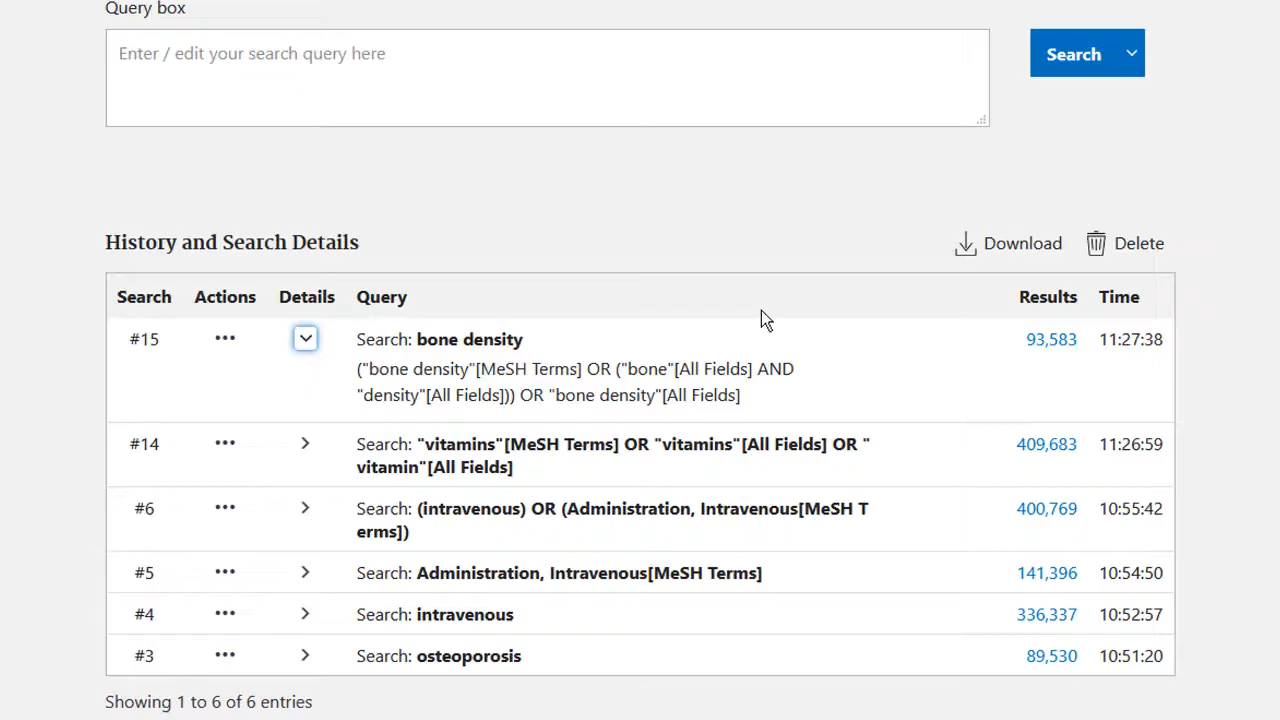 Query box
Enter / edit your search query here
Search
History and Search Details
Download
Delete
Search Actions Details Query Results Time
#15 Search: bone density 93,583 11:27:38
("bone density"[MeSH Terms] OR ("bone"[All Fields] AND
"density"[All Fields])) OR "bone density"[All Fields]
#14 Search: "vitamins"[MeSH Terms] OR "vitamins"[All Fields] OR " 409,683 11:26:59
vitamin"[All Fields]
#6 Search: (intravenous) OR (Administration, Intravenous[MeSH T 400,769 10:55:42
erms])
#5 Search: Administration, Intravenous[MeSH Terms] 141,396 10:54:50
#4 Search: intravenous 336,337 10:52:57
#3 Search: osteoporosis 89,530 10:51:20
Showing 1 to 6 of 6 entries